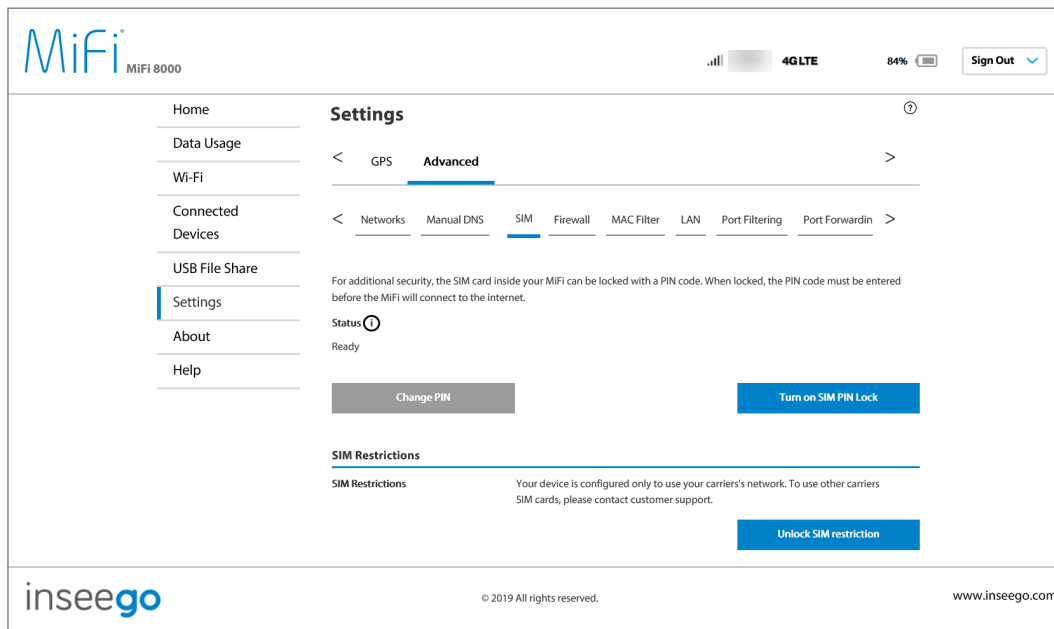 MiFi
MiFi 8000
4G LTE
84%
Sign Out
Home
Data Usage
Wi-Fi
Connected
Devices
USB File Share
Settings
About
Help
Settings
?
< GPS Advanced >
< Networks Manual DNS SIM Firewall MAC Filter LAN Port Filtering Port Forwardin >
For additional security, the SIM card inside your MiFi can be locked with a PIN code. When locked, the PIN code must be entered
before the MiFi will connect to the internet.
Status i
Ready
Change PIN
Turn on SIM PIN Lock
SIM Restrictions
SIM Restrictions
Your device is configured only to use your carriers's network. To use other carriers
SIM cards, please contact customer support.
Unlock SIM restriction
inseego
© 2019 All rights reserved.
www.inseego.com